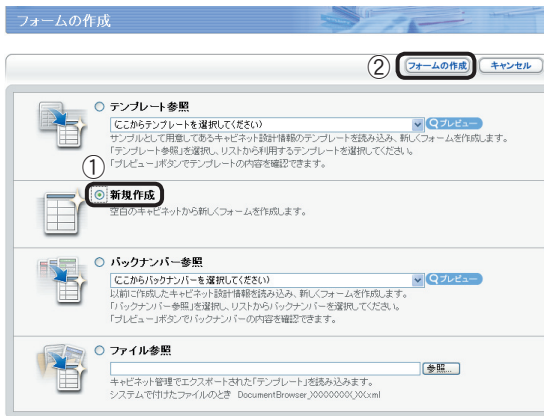 フォームの作成
② フォームの作成 キャンセル
テンプレート参照
(ここからテンプレートを選択してください) プレビュー
サンプルとして用意してあるキャビネット設計情報のテンプレートを読み込み、新しくフォームを作成します。
「テンプレート参照」を選択し、リストから利用するテンプレートを選択してください。
「プレビュー」ボタンでテンプレートの内容を確認できます。
①
新規作成
空白のキャビネットから新しくフォームを作成します。
バックナンバー参照
(ここからバックナンバーを選択してください) プレビュー
以前に作成したキャビネット設計情報を読み込み、新しくフォームを作成します。
「バックナンバー参照」を選択し、リストからバックナンバーを選択してください。
「プレビュー」ボタンでバックナンバーの内容を確認できます。
ファイル参照
参照...
キャビネット管理でエクスポートされた「テンプレート」を読込みます。
システムで付けたファイルのとき